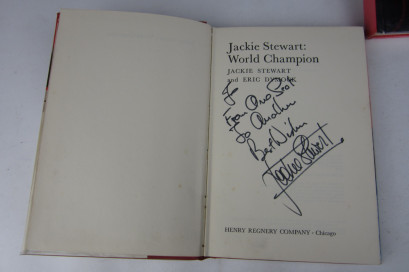 Jackie Stewart:
World Champion
JACKIE STEWART
and ERIC DYMOCK
From One Scot
To Another
Best Wishes
Jackie Stewart
HENRY REGNERY COMPANY · Chicago